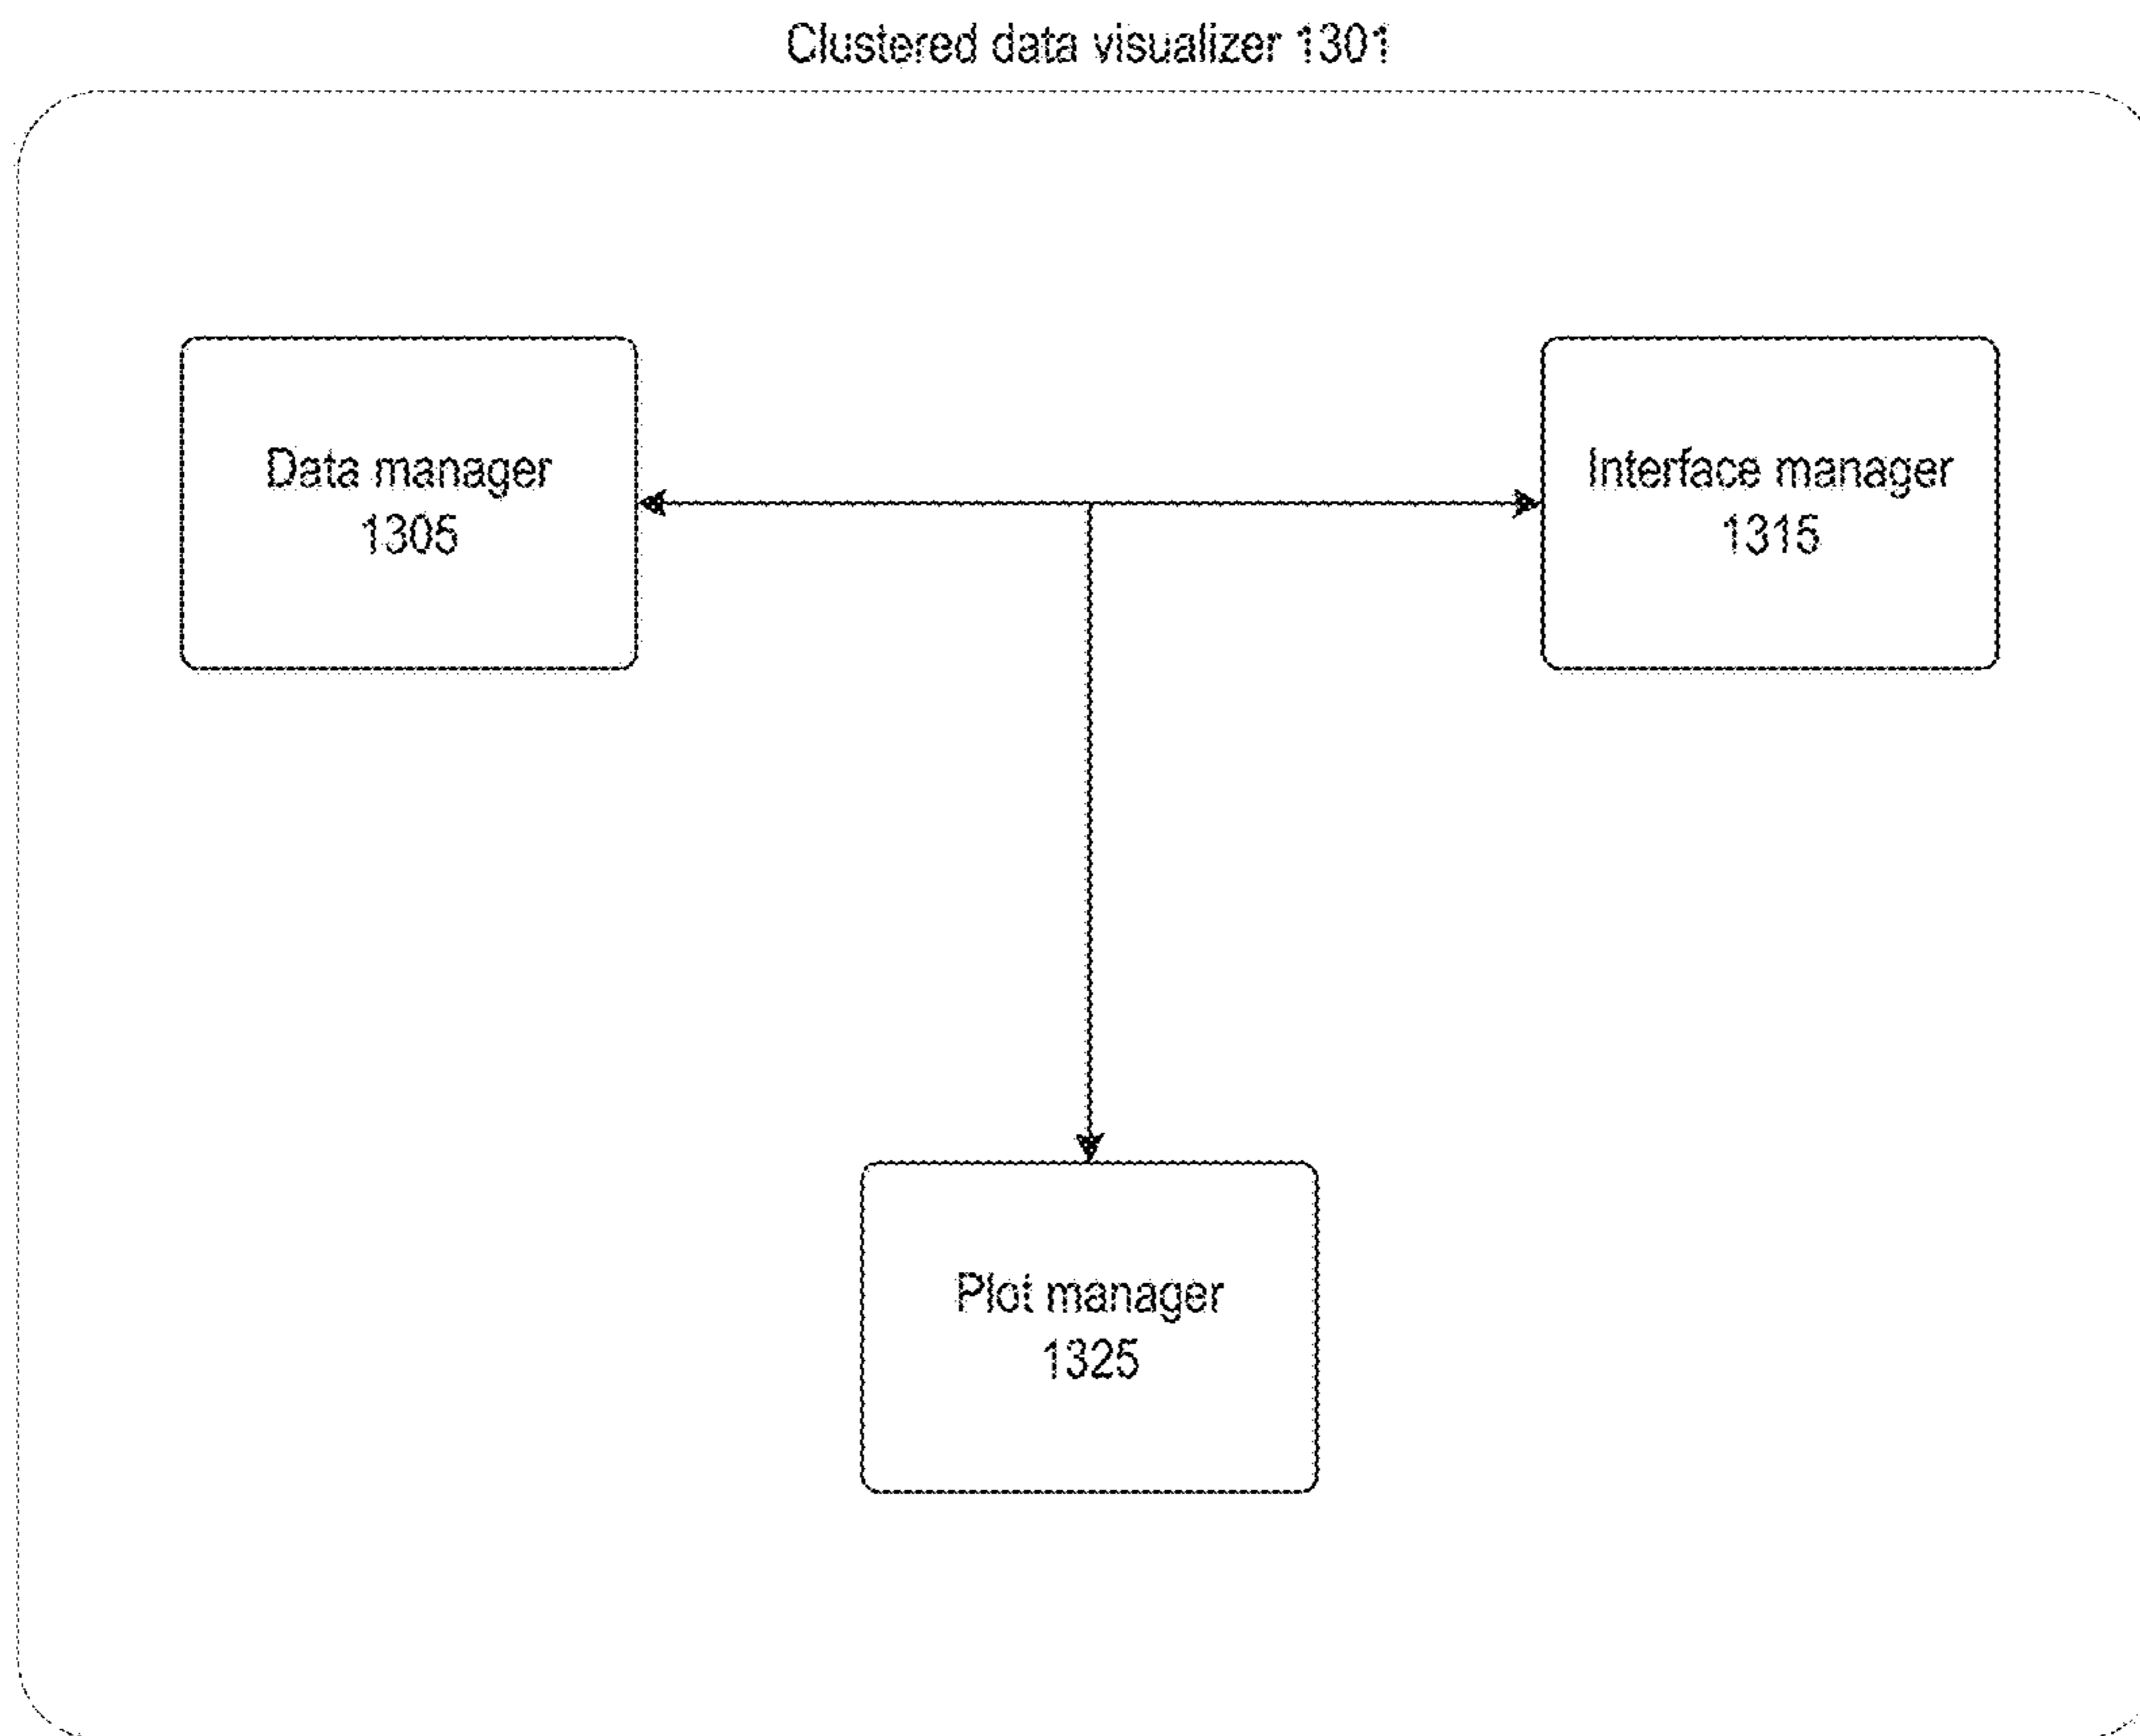 Clustered data visualizer 1301
Data manager
1305
Interface manager
1315
Plot manager
1325